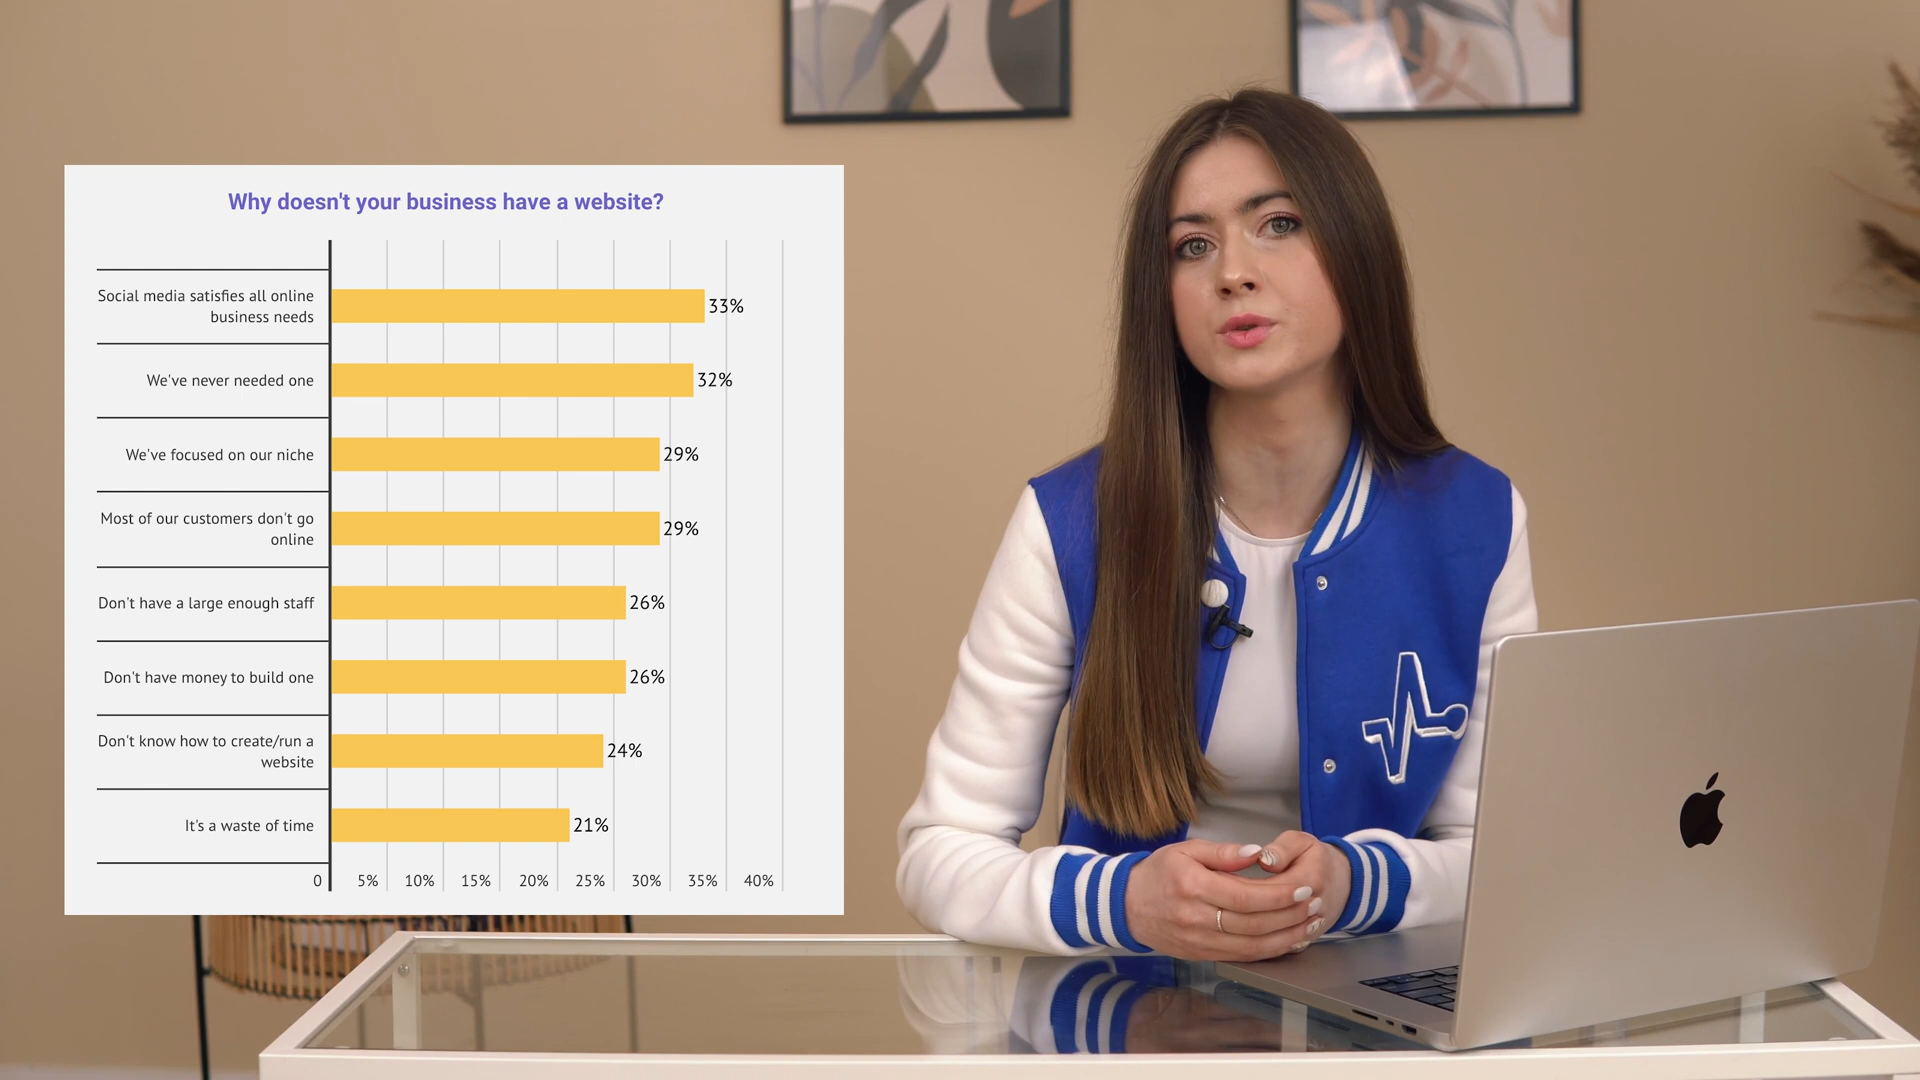 Why doesn't your business have a website?
Social media satisfies all online
business needs
33%
We've never needed one
32%
We've focused on our niche
29%
Most of our customers don't go
online
29%
Don't have a large enough staff
26%
Don't have money to build one
26%
Don't know how to create/run a
website
24%
It's a waste of time
21%
0 5% 10% 15% 20% 25% 30% 35% 40%